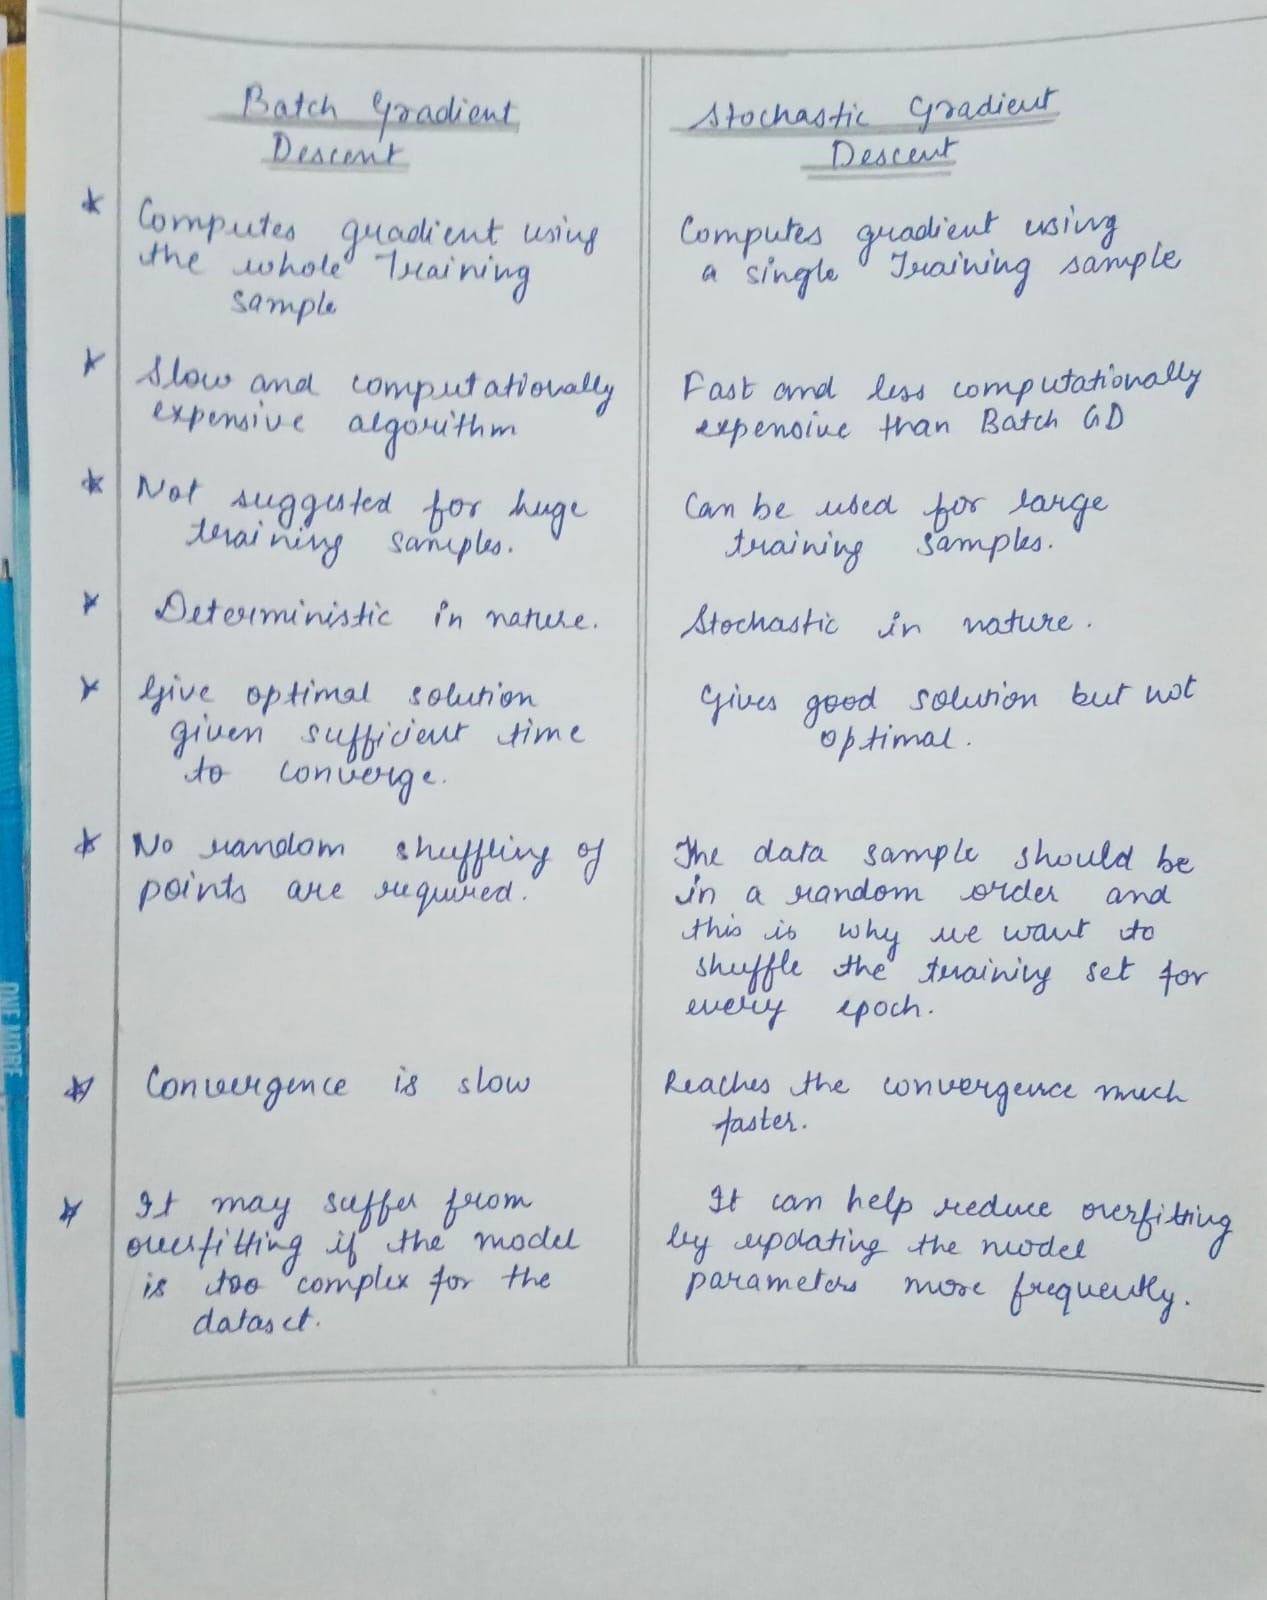 Batch Gradient
Descent
* Computes gradient using
the whole Training
sample
* Slow and computationally
expensive algorithm
* Not suggested for huge
training samples.
* Deterministic in nature.
* Give optimal solution
given sufficient time
to converge.
* No random shuffling of
points are required.
* Convergence is slow
* It may suffer from
overfitting if the model
is too complex for the
dataset.
Stochastic Gradient
Descent
Computes gradient using
a single Training sample
Fast and less computationally
expensive than Batch GD
Can be used for large
training samples.
Stochastic in nature.
Gives good solution but not
optimal.
The data sample should be
in a random order and
this is why we want to
shuffle the training set for
every epoch.
Reaches the convergence much
faster.
It can help reduce overfitting
by updating the model
parameters more frequently.
ONE MORE